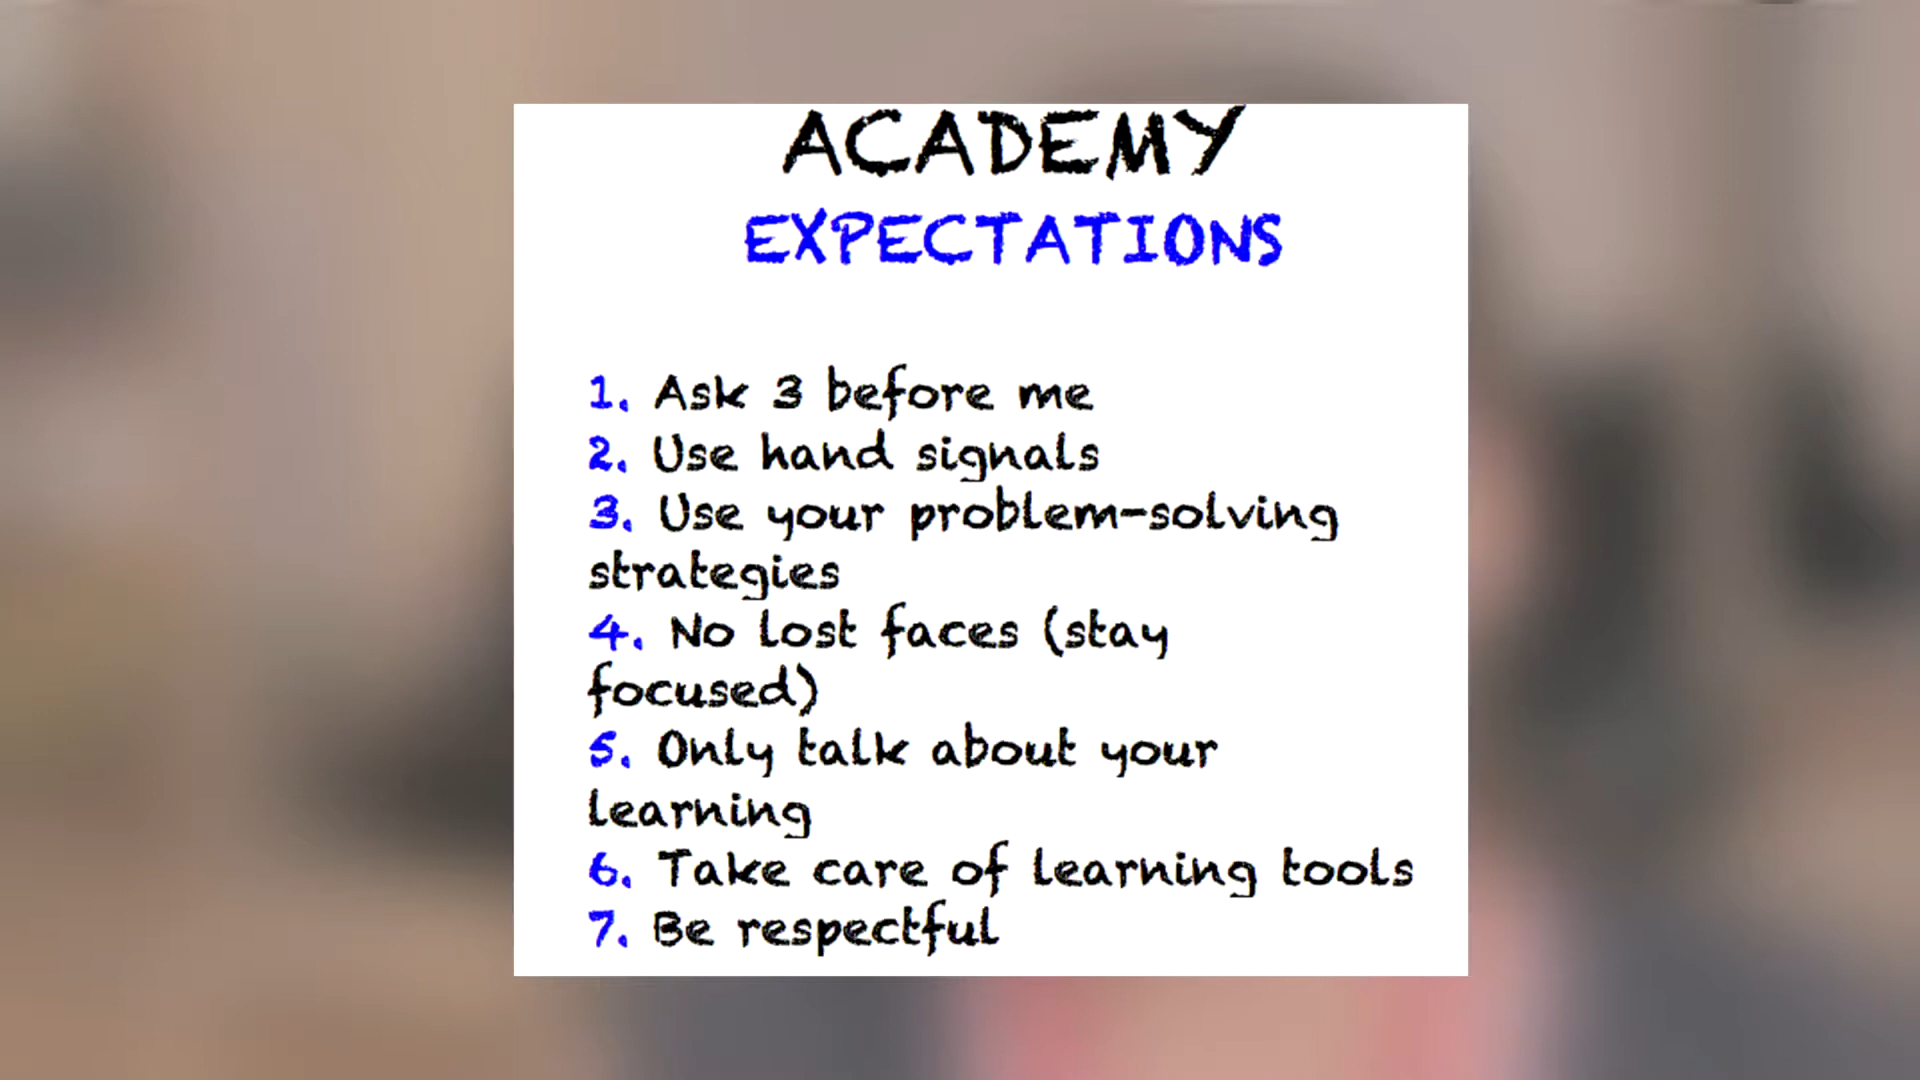 ACADEMY
EXPECTATIONS
1. Ask 3 before me
2. Use hand signals
3. Use your problem-solving
strategies
4. No lost faces (stay
focused)
5. Only talk about your
learning
6. Take care of learning tools
7. Be respectful